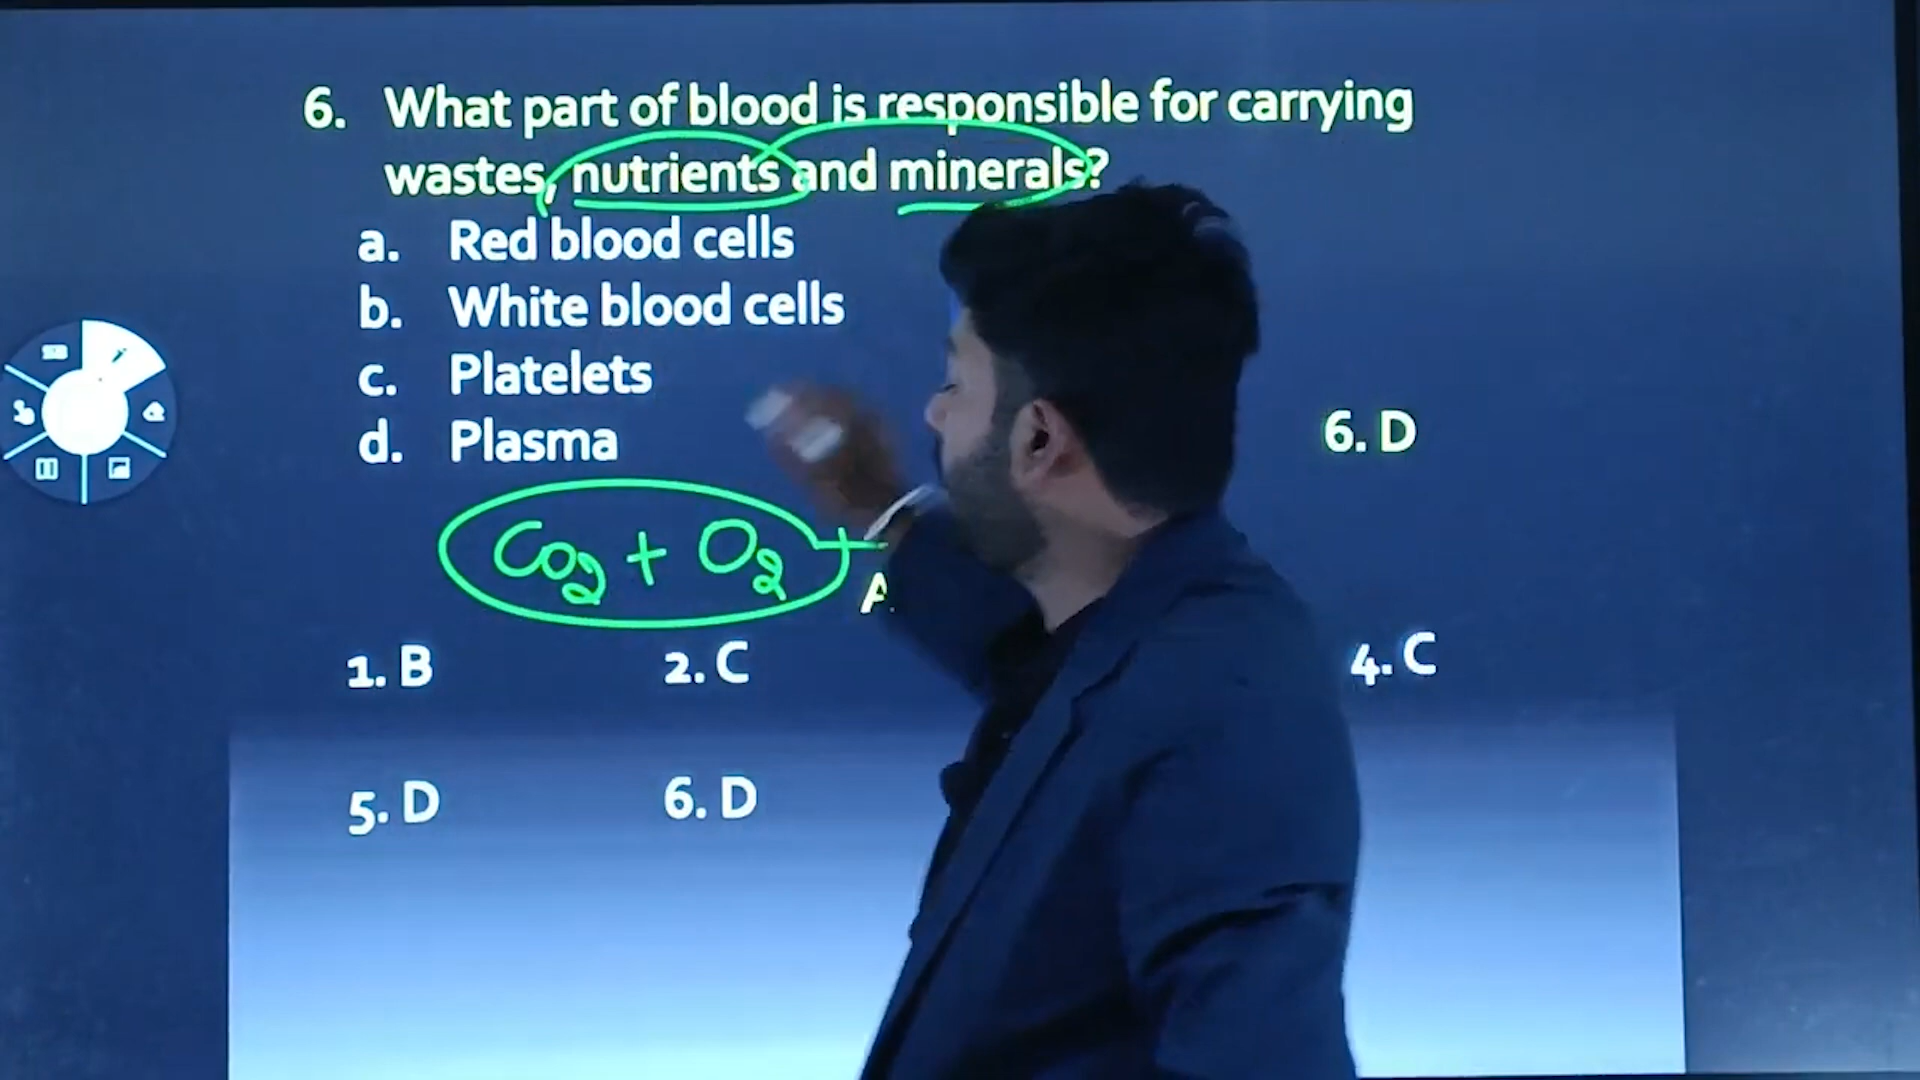 6. What part of blood is responsible for carrying
wastes, nutrients and minerals?
a. Red blood cells
b. White blood cells
c. Platelets
d. Plasma
6. D
CO2 + O2
1. B 2. C 4. C
5. D 6. D